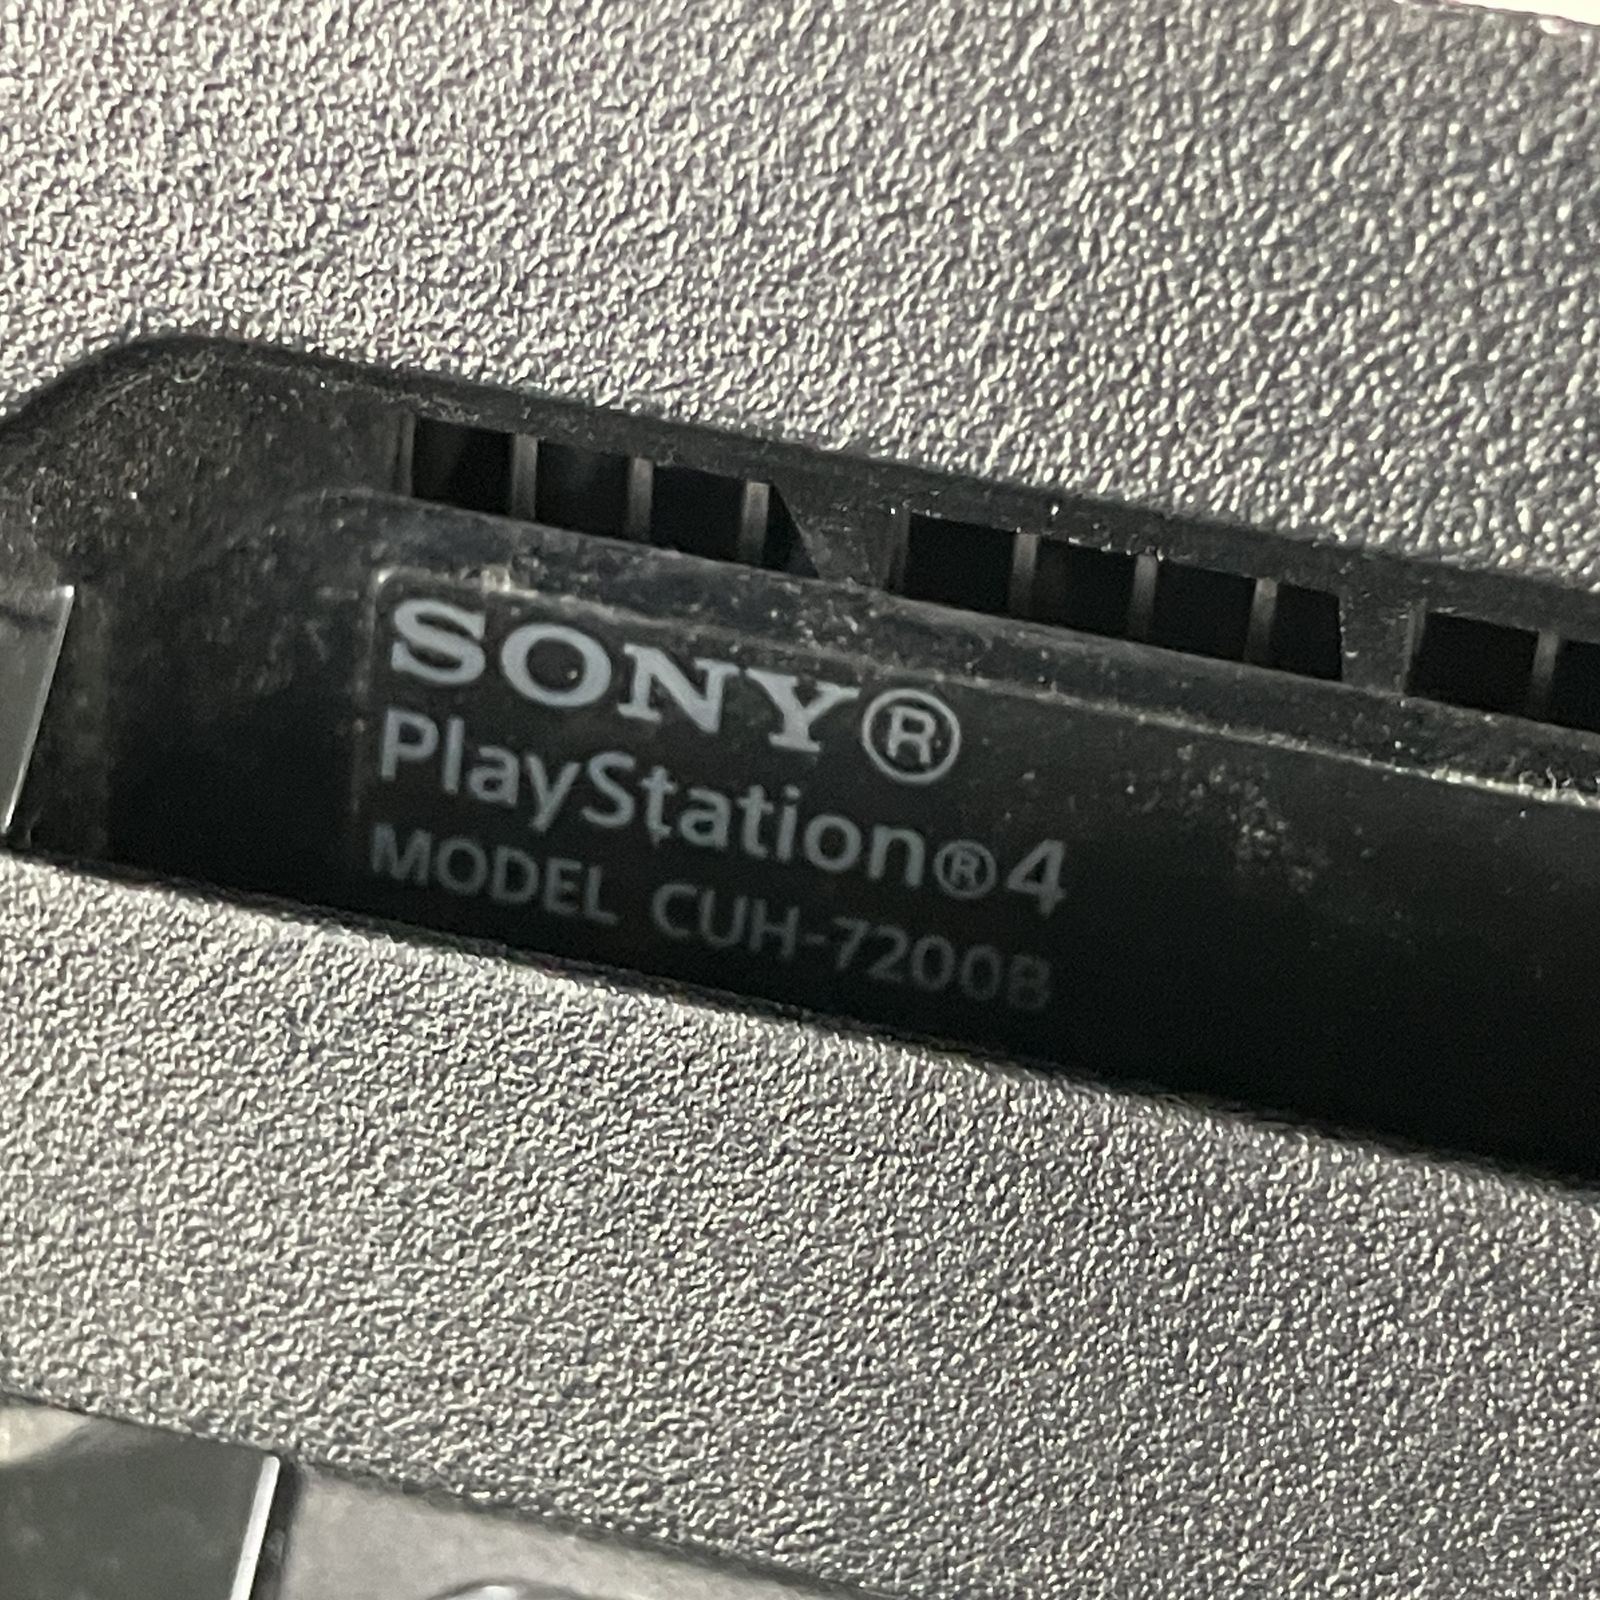 SONY®
PlayStation®4
MODEL CUH-7200B